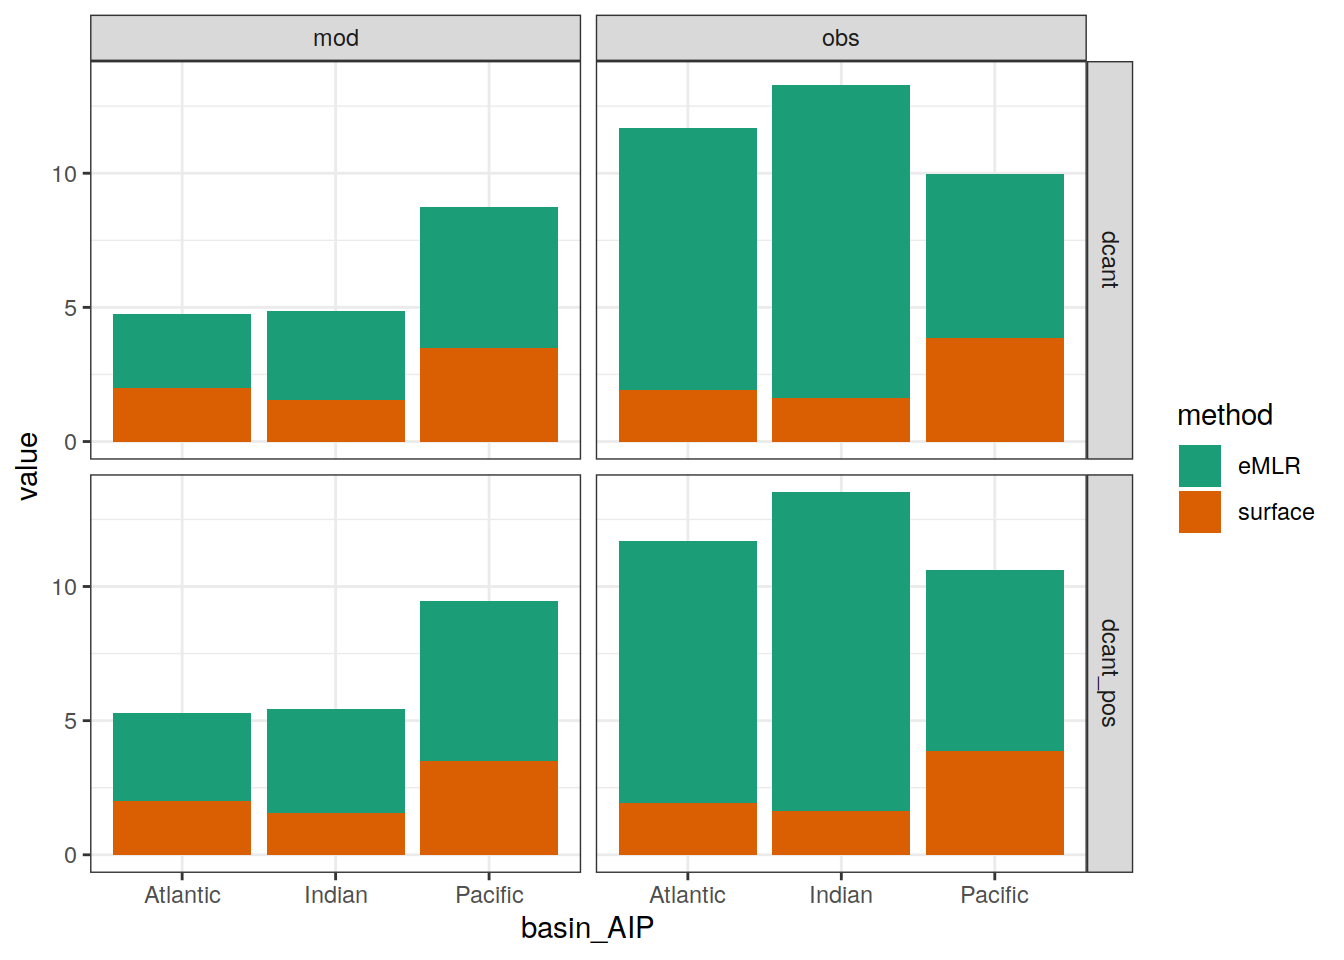 mod
obs
10
5
0
dcant
10
5
0
dcant_pos
value
Atlantic
Indian
Pacific
Atlantic
Indian
Pacific
basin_AIP
method
eMLR
surface